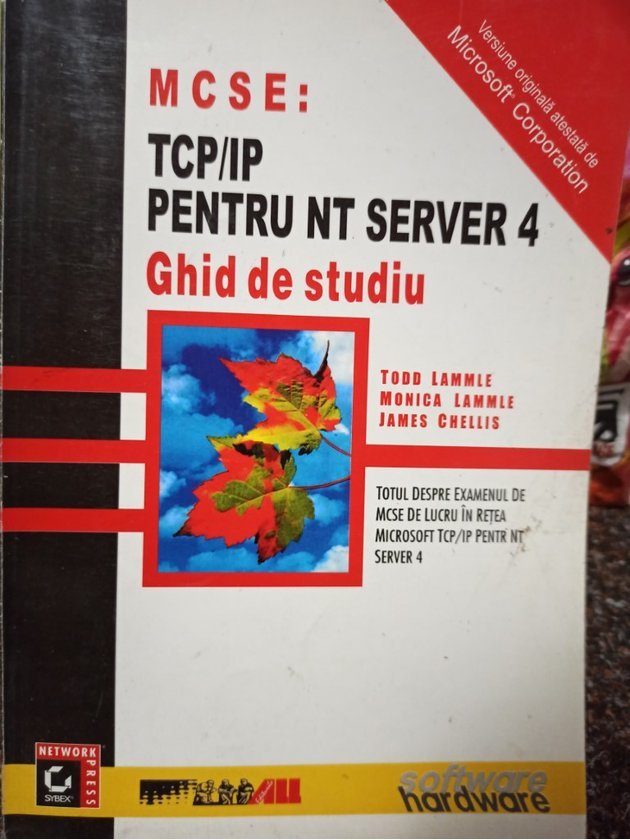 Versiune originală atestată de
Microsoft® Corporation
MCSE:
TCP/IP
PENTRU NT SERVER 4
Ghid de studiu
TODD LAMMLE
MONICA LAMMLE
JAMES CHELLIS
TOTUL DESPRE EXAMENUL DE
MCSE DE LUCRU ÎN REȚEA
MICROSOFT TCP/IP PENTR NT
SERVER 4
NETWORK
PRESS
SYBEX
ALL
software
hardware